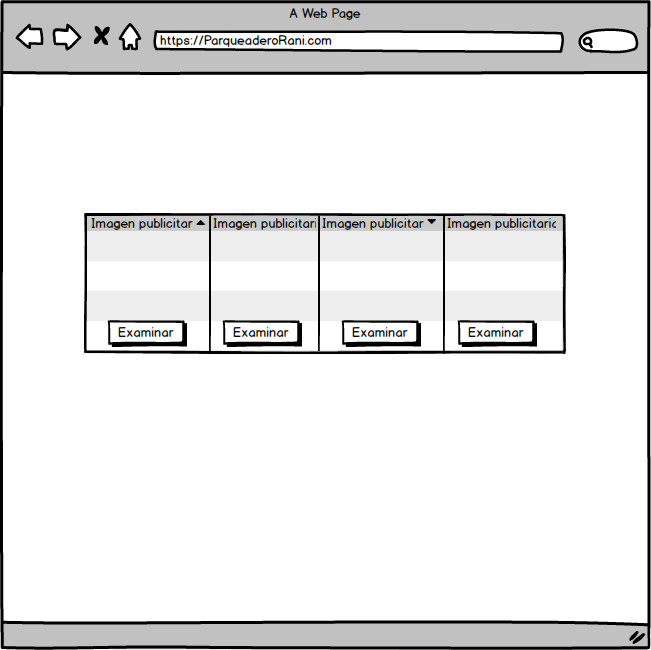 A Web Page
https://ParqueaderoRani.com
Imagen publicitar Imagen publicitari Imagen publicitar Imagen publicitaric
Examinar Examinar Examinar Examinar